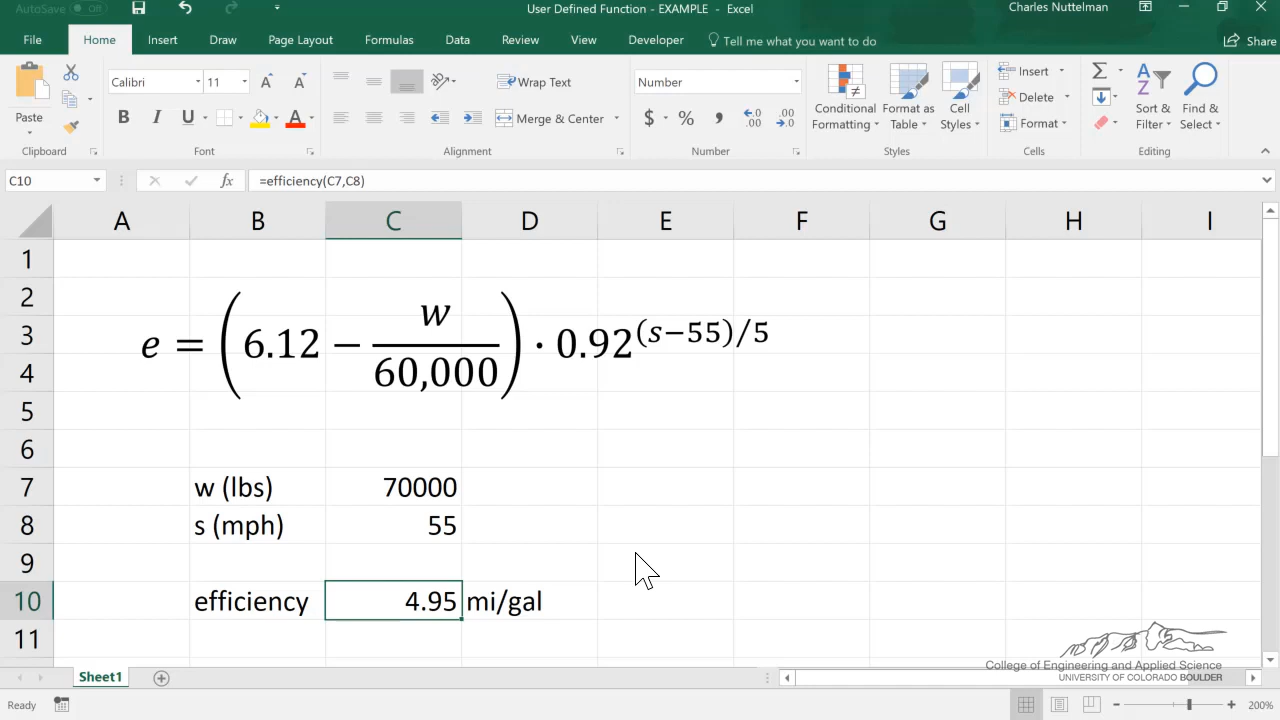 AutoSave Off User Defined Function - EXAMPLE - Excel Charles Nuttelman
File Home Insert Draw Page Layout Formulas Data Review View Developer Tell me what you want to do Share
Calibri 11 Wrap Text Number Insert
Paste B I U A Merge & Center $ % Conditional Formatting Format as Table Cell Styles Delete Format Sort & Filter Find & Select
Clipboard Font Alignment Number Styles Cells Editing
C10 fx =efficiency(C7,C8)
A B C D E F G H I
1
2
3
4
e = (6.12 − w/60,000) · 0.92^(s−55)/5
5
6
7 w (lbs) 70000
8 s (mph) 55
9
10 efficiency 4.95 mi/gal
11
College of Engineering and Applied Science
UNIVERSITY OF COLORADO BOULDER
Sheet1
Ready 200%